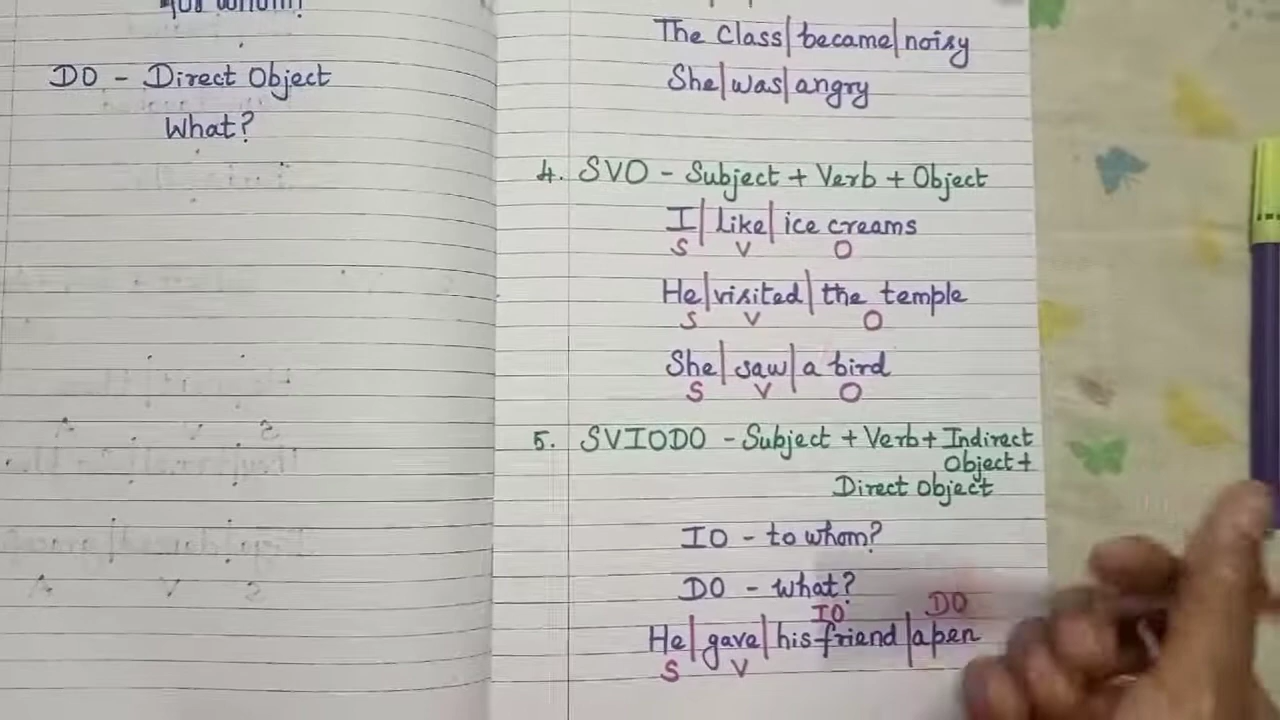 whom?
DO - Direct Object
What?
The Class| became| noisy
She| was| angry
4. SVO - Subject + Verb + Object
I| like| ice creams
S V O
He| visited| the temple
S V O
She| saw| a bird
S V O
5. SVIODO - Subject + Verb + Indirect
Object +
Direct Object
IO - to whom?
DO - what?
IO DO
He| gave| his friend |a pen
S V